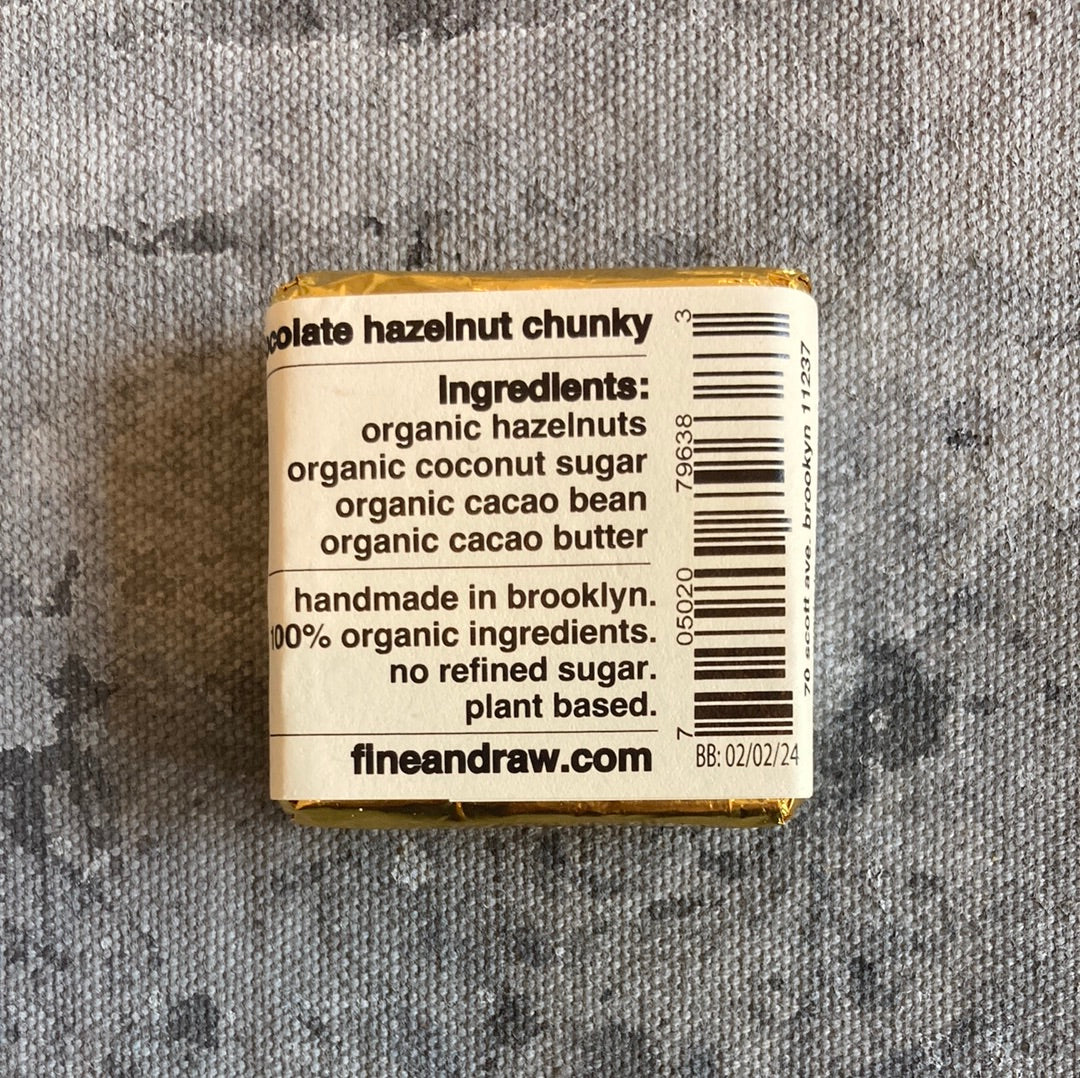 colate hazelnut chunky
Ingredients:
organic hazelnuts
organic coconut sugar
organic cacao bean
organic cacao butter
handmade in brooklyn.
100% organic ingredients.
no refined sugar.
plant based.
fineandraw.com
7 05020 79638 3
BB: 02/02/24
70 scott ave. brookyn 11237